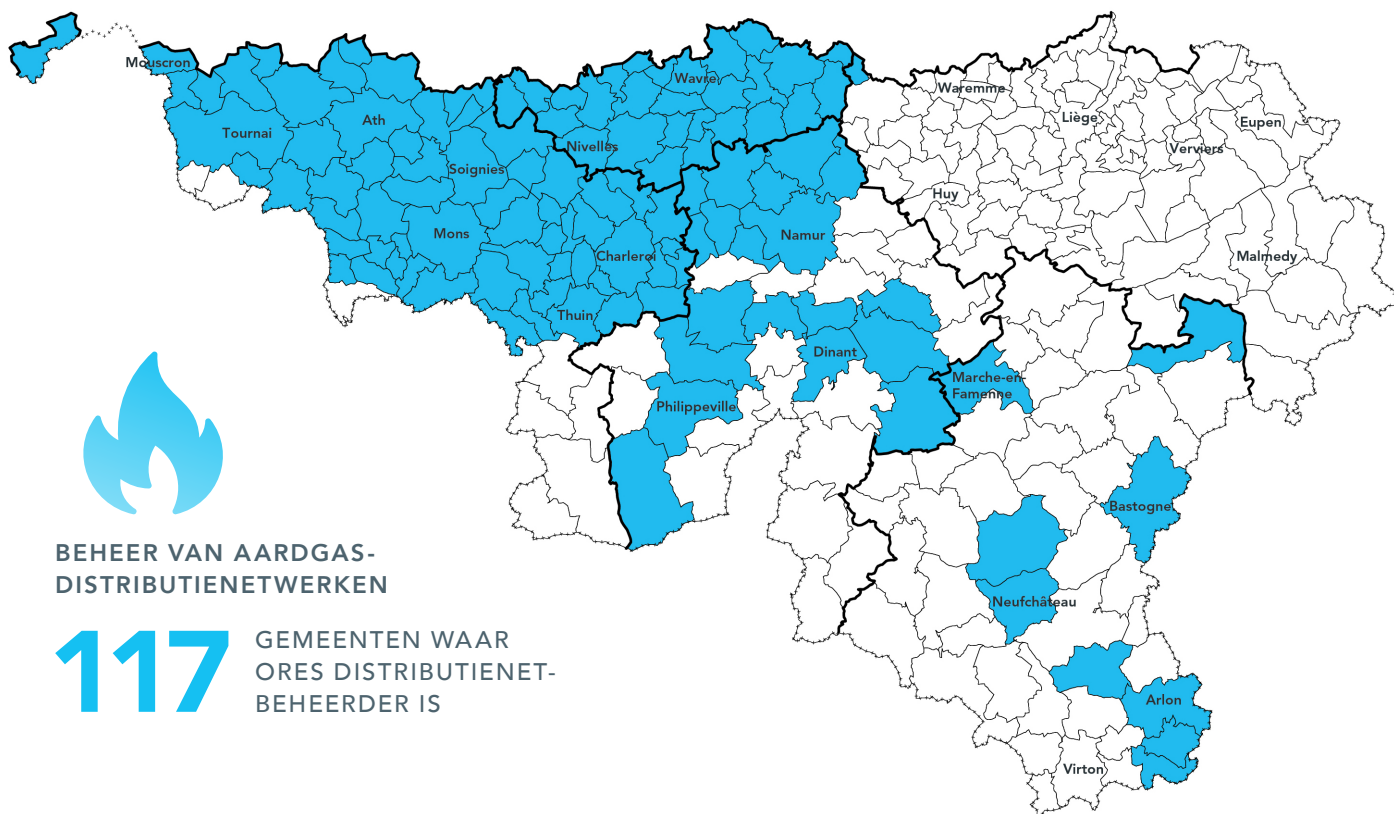 Mouscron
Wavre
Waremme
Liège
Eupen
Ath
Tournai
Nivelles
Verviers
Soignies
Huy
Mons
Namur
Charleroi
Malmedy
Thuin
Dinant
Marche-en-
Famenne
Philippeville
Bastogne
Neufchâteau
Arlon
Virton
BEHEER VAN AARDGAS-
DISTRIBUTIENETWERKEN
117
GEMEENTEN WAAR
ORES DISTRIBUTIENET-
BEHEERDER IS